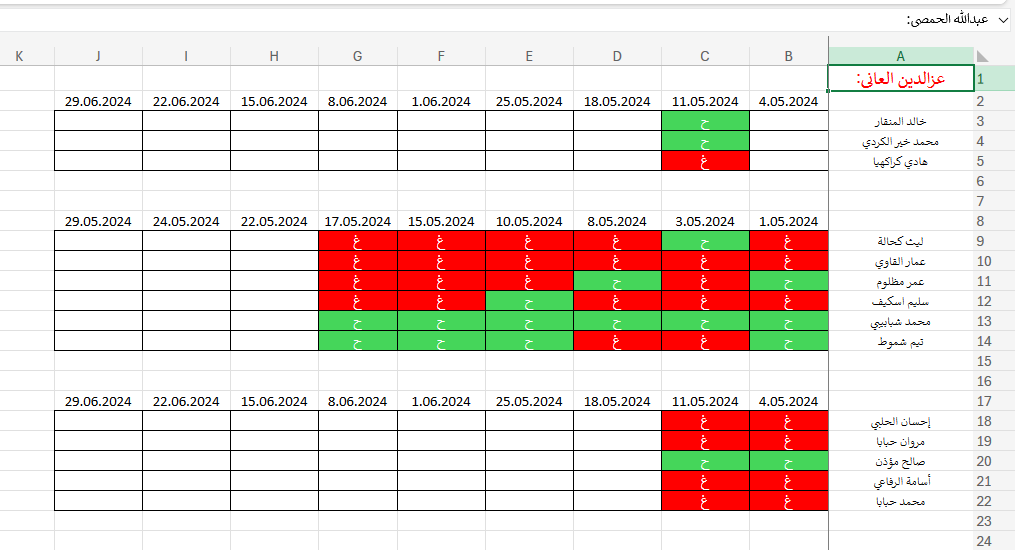 عبدالله الحمصي:
A B C D E F G H I J K
1 عزالدين العاني:
2 4.05.2024 11.05.2024 18.05.2024 25.05.2024 1.06.2024 8.06.2024 15.06.2024 22.06.2024 29.06.2024
3 خالد المنقار ح
4 محمد خير الكردي ح
5 هادي كراكهيا غ
6
7
8 1.05.2024 3.05.2024 8.05.2024 10.05.2024 15.05.2024 17.05.2024 22.05.2024 24.05.2024 29.05.2024
9 ليث كحالة غ ح غ غ غ غ
10 عمار القاوي غ غ غ غ غ غ
11 عمر مظلوم ح غ ح غ غ غ
12 سليم اسكيف غ غ غ ح غ غ
13 محمد شبابيبي ح ح ح ح ح ح
14 تيم شموط ح غ غ ح ح ح
15
16
17 4.05.2024 11.05.2024 18.05.2024 25.05.2024 1.06.2024 8.06.2024 15.06.2024 22.06.2024 29.06.2024
18 إحسان الحلبي غ غ
19 مروان حبابا غ غ
20 صالح مؤذن ح ح
21 أسامة الرفاعي غ غ
22 محمد حبابا غ غ
23
24